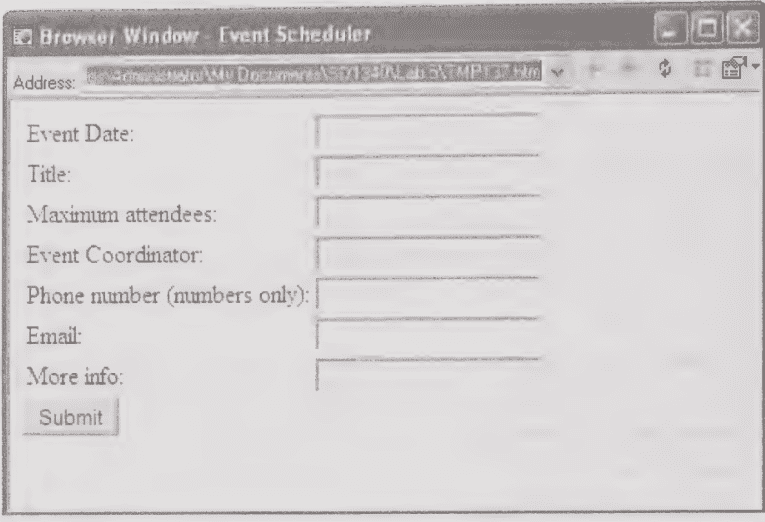 Browser Window - Event Scheduler
Address:
Event Date:
Title:
Maximum attendees:
Event Coordinator:
Phone number (numbers only):
Email:
More info:
Submit